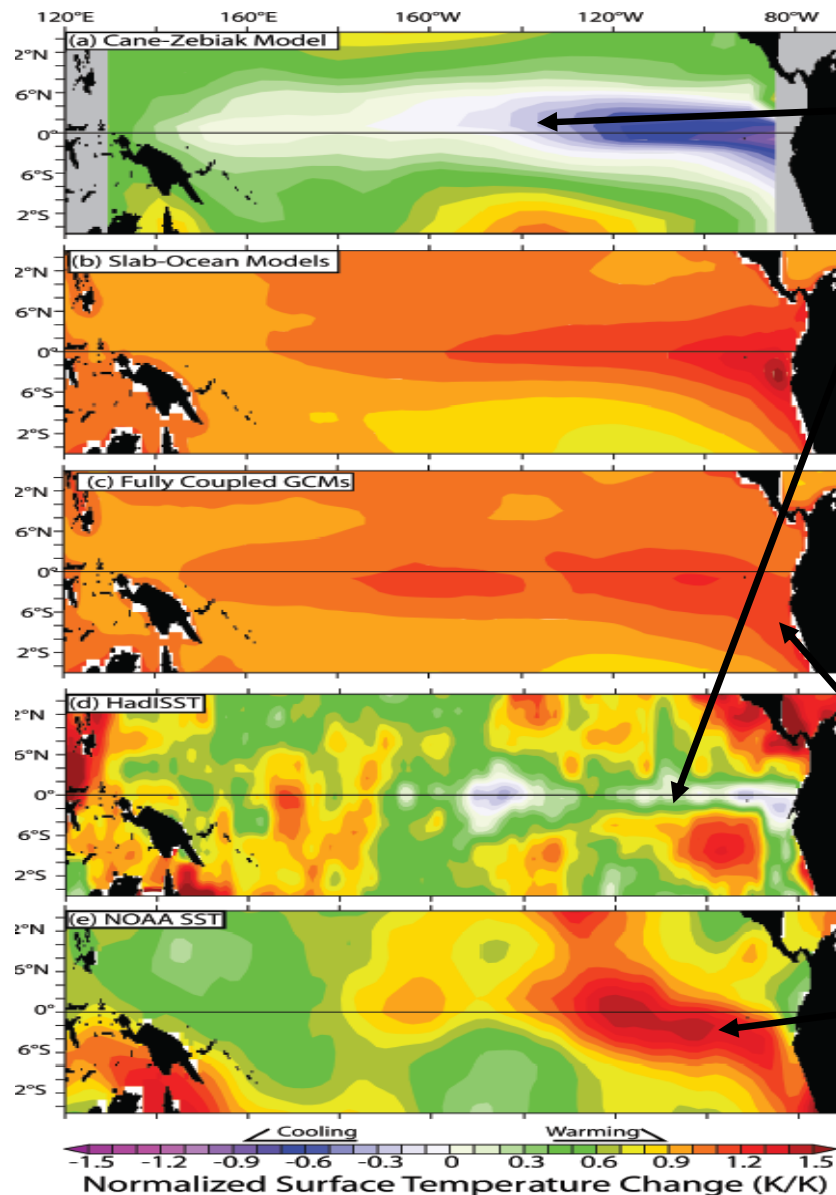 120°E 160°E 160°W 120°W 80°W
(a) Cane-Zebiak Model
2°N
6°N
0°
6°S
2°S
(b) Slab-Ocean Models
2°N
6°N
0°
6°S
2°S
(c) Fully Coupled GCMs
2°N
6°N
0°
6°S
2°S
(d) HadISST
2°N
5°N
0°
6°S
2°S
(e) NOAA SST
5°N
0°
6°S
2°S
Cooling Warming
-1.5 -1.2 -0.9 -0.6 -0.3 0 0.3 0.6 0.9 1.2 1.5
Normalized Surface Temperature Change (K/K)